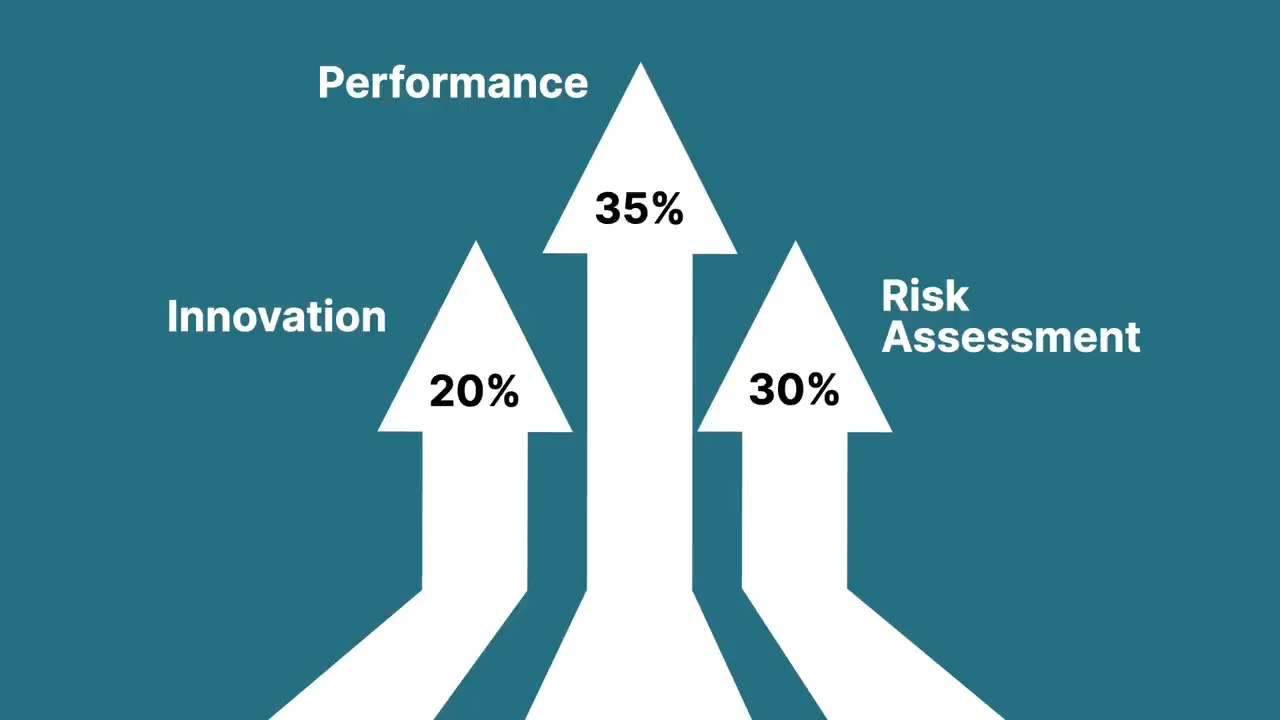 Performance
35%
Innovation
20%
Risk
Assessment
30%